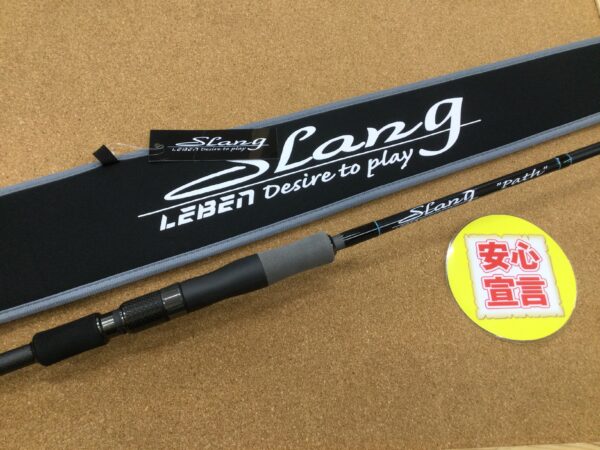 Slang
LEBEN Desire to play
Slang
LEBEN Desire to play
Slang "Path"
安心
宣言